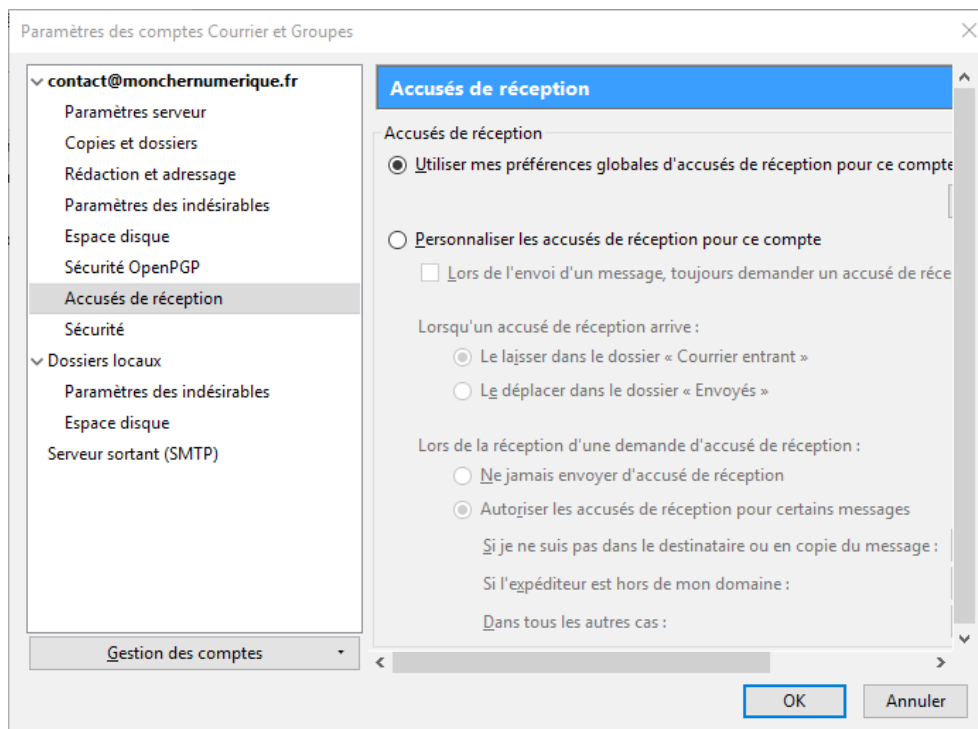 Paramètres des comptes Courrier et Groupes
contact@monchernumerique.fr
Paramètres serveur
Copies et dossiers
Rédaction et adressage
Paramètres des indésirables
Espace disque
Sécurité OpenPGP
Accusés de réception
Sécurité
Dossiers locaux
Paramètres des indésirables
Espace disque
Serveur sortant (SMTP)
Gestion des comptes
Accusés de réception
Accusés de réception
Utiliser mes préférences globales d'accusés de réception pour ce compte
Personnaliser les accusés de réception pour ce compte
Lors de l'envoi d'un message, toujours demander un accusé de réce
Lorsqu'un accusé de réception arrive :
Le laisser dans le dossier « Courrier entrant »
Le déplacer dans le dossier « Envoyés »
Lors de la réception d'une demande d'accusé de réception :
Ne jamais envoyer d'accusé de réception
Autoriser les accusés de réception pour certains messages
Si je ne suis pas dans le destinataire ou en copie du message :
Si l'expéditeur est hors de mon domaine :
Dans tous les autres cas :
OK
Annuler